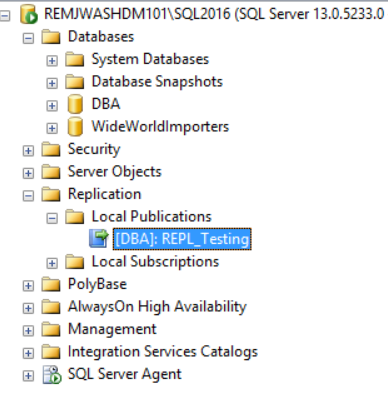 REMJWASHDM101\SQL2016 (SQL Server 13.0.5233.0
Databases
System Databases
Database Snapshots
DBA
WideWorldImporters
Security
Server Objects
Replication
Local Publications
[DBA]: REPL_Testing
Local Subscriptions
PolyBase
AlwaysOn High Availability
Management
Integration Services Catalogs
SQL Server Agent